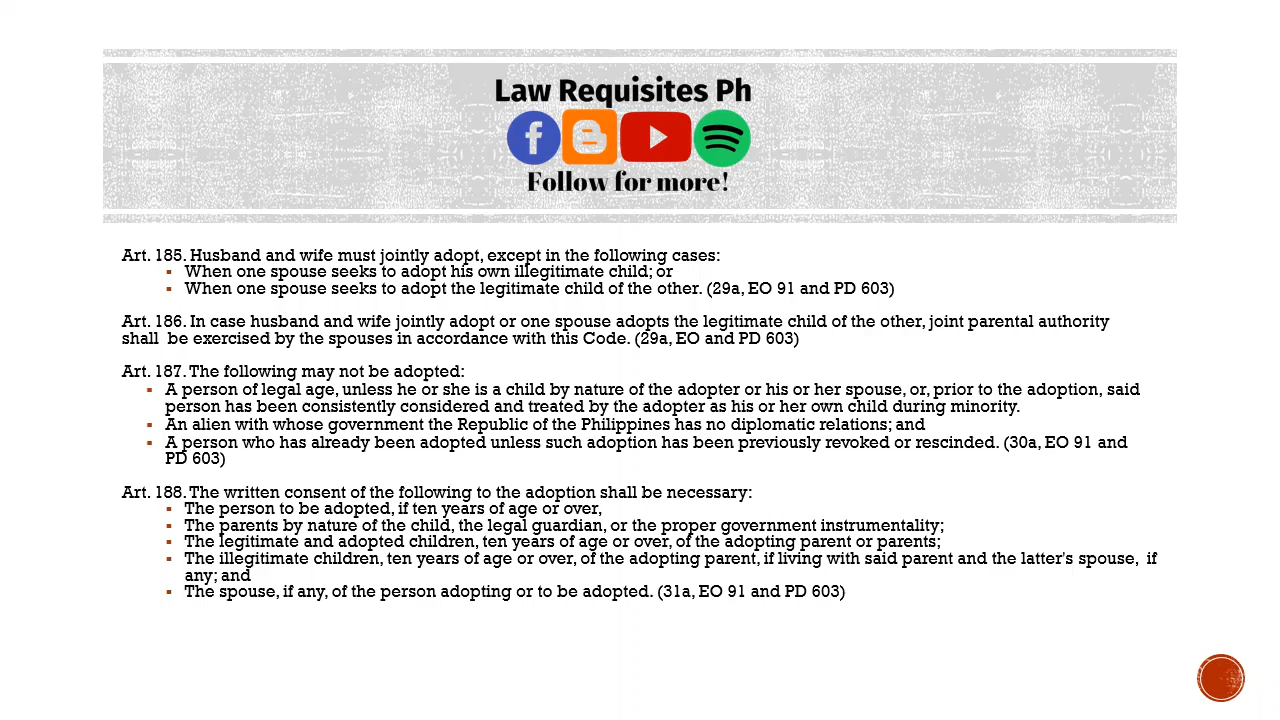 Law Requisites Ph
Follow for more!
Art. 185. Husband and wife must jointly adopt, except in the following cases:
▪ When one spouse seeks to adopt his own illegitimate child; or
▪ When one spouse seeks to adopt the legitimate child of the other. (29a, EO 91 and PD 603)
Art. 186. In case husband and wife jointly adopt or one spouse adopts the legitimate child of the other, joint parental authority
shall be exercised by the spouses in accordance with this Code. (29a, EO and PD 603)
Art. 187. The following may not be adopted:
▪ A person of legal age, unless he or she is a child by nature of the adopter or his or her spouse, or, prior to the adoption, said
person has been consistently considered and treated by the adopter as his or her own child during minority.
▪ An alien with whose government the Republic of the Philippines has no diplomatic relations; and
▪ A person who has already been adopted unless such adoption has been previously revoked or rescinded. (30a, EO 91 and
PD 603)
Art. 188. The written consent of the following to the adoption shall be necessary:
▪ The person to be adopted, if ten years of age or over,
▪ The parents by nature of the child, the legal guardian, or the proper government instrumentality;
▪ The legitimate and adopted children, ten years of age or over, of the adopting parent or parents;
▪ The illegitimate children, ten years of age or over, of the adopting parent, if living with said parent and the latter's spouse, if
any; and
▪ The spouse, if any, of the person adopting or to be adopted. (31a, EO 91 and PD 603)